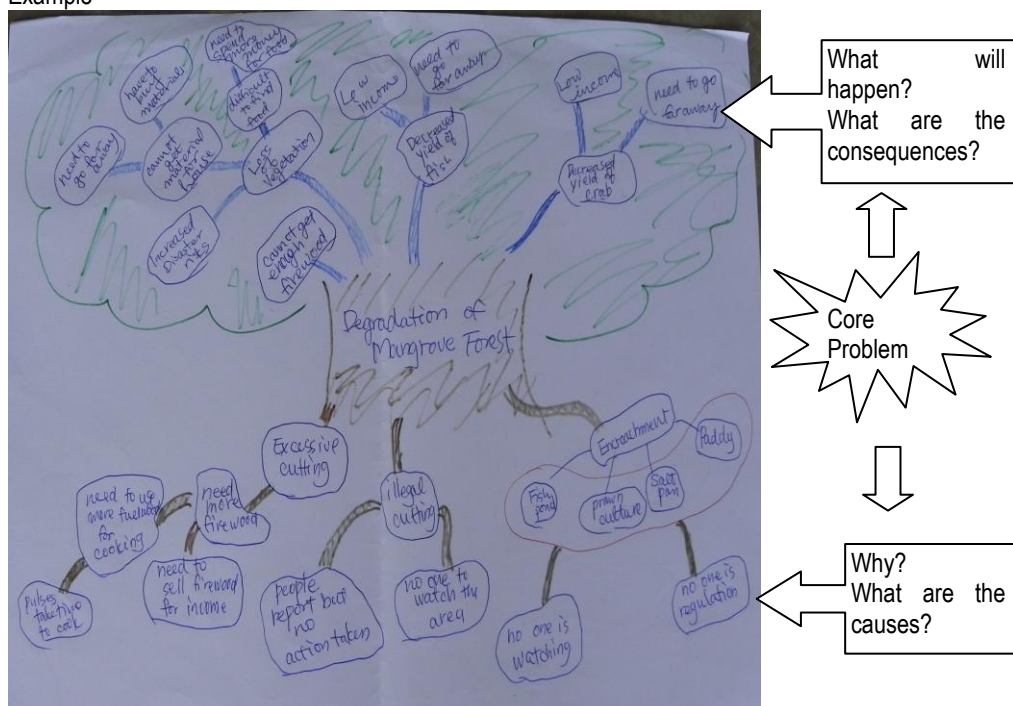 Example
need to
spend
more
money
for food
have to
buy
materials
difficult
to find
food
need to
go far
away
cannot
get
material
for
house
Loss
of
Vegetation
Increased
Disaster
risks
cannot get
enough
firewood
Low
income
need to
go
far away
Decreased
yield of
fish
Low
income
need to go
far away
Decreased
yield of
crab
What will
happen?
What are the
consequences?
Degradation of
Mangrove Forest
Core
Problem
Excessive
cutting
need
more
firewood
need to use
more fuelwood
for
cooking
pulses
take time
to cook
need to
sell firewood
for income
illegal
cutting
people
report but
no
action taken
no one to
watch the
area
Encroachment
Fish
pond
prawn
culture
Salt
pan
Paddy
no one is
watching
no one is
regulation
Why?
What are the
causes?